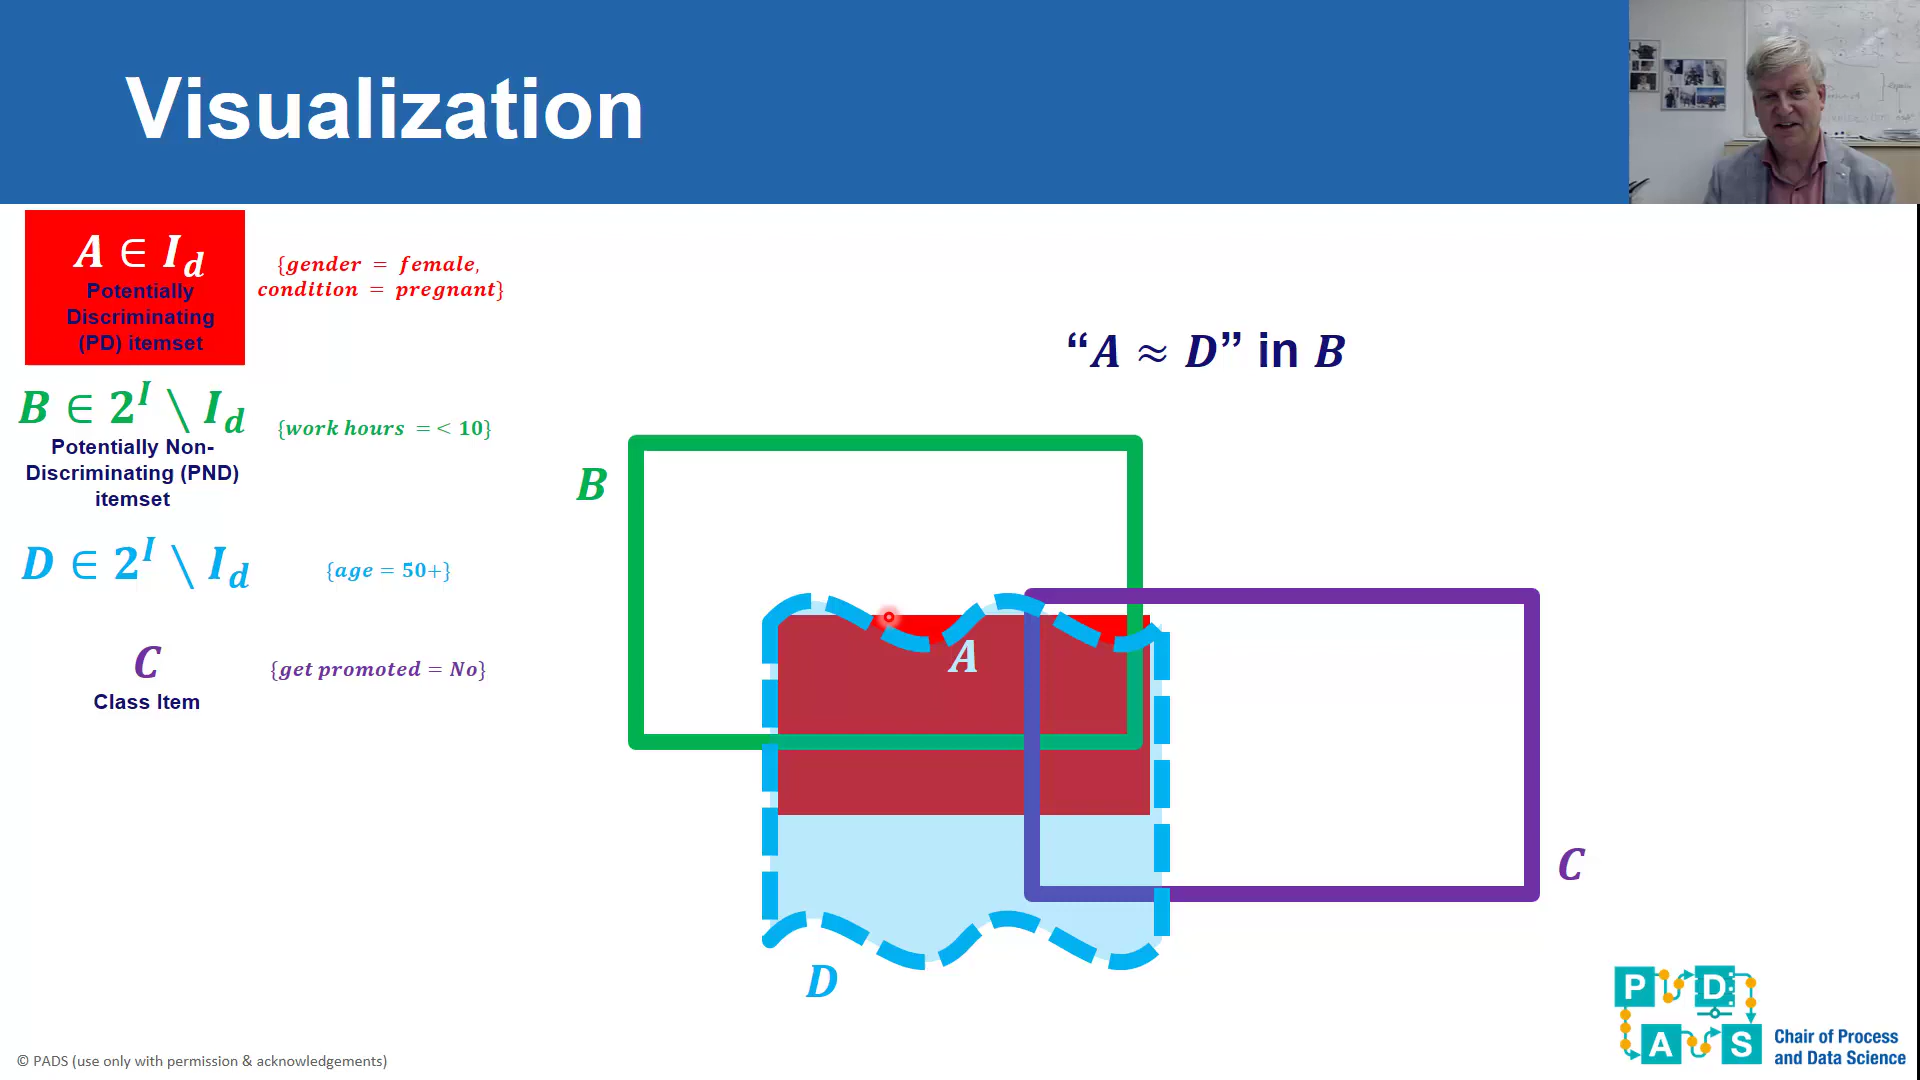 Visualization
A ∈ I_d
Potentially
Discriminating
(PD) itemset
{gender = female,
condition = pregnant}
B ∈ 2^I \ I_d
Potentially Non-
Discriminating (PND)
itemset
{work hours =< 10}
D ∈ 2^I \ I_d
{age = 50+}
C
Class Item
{get promoted = No}
“A ≈ D” in B
B
A
C
D
P D
A S
Chair of Process
and Data Science
© PADS (use only with permission & acknowledgements)